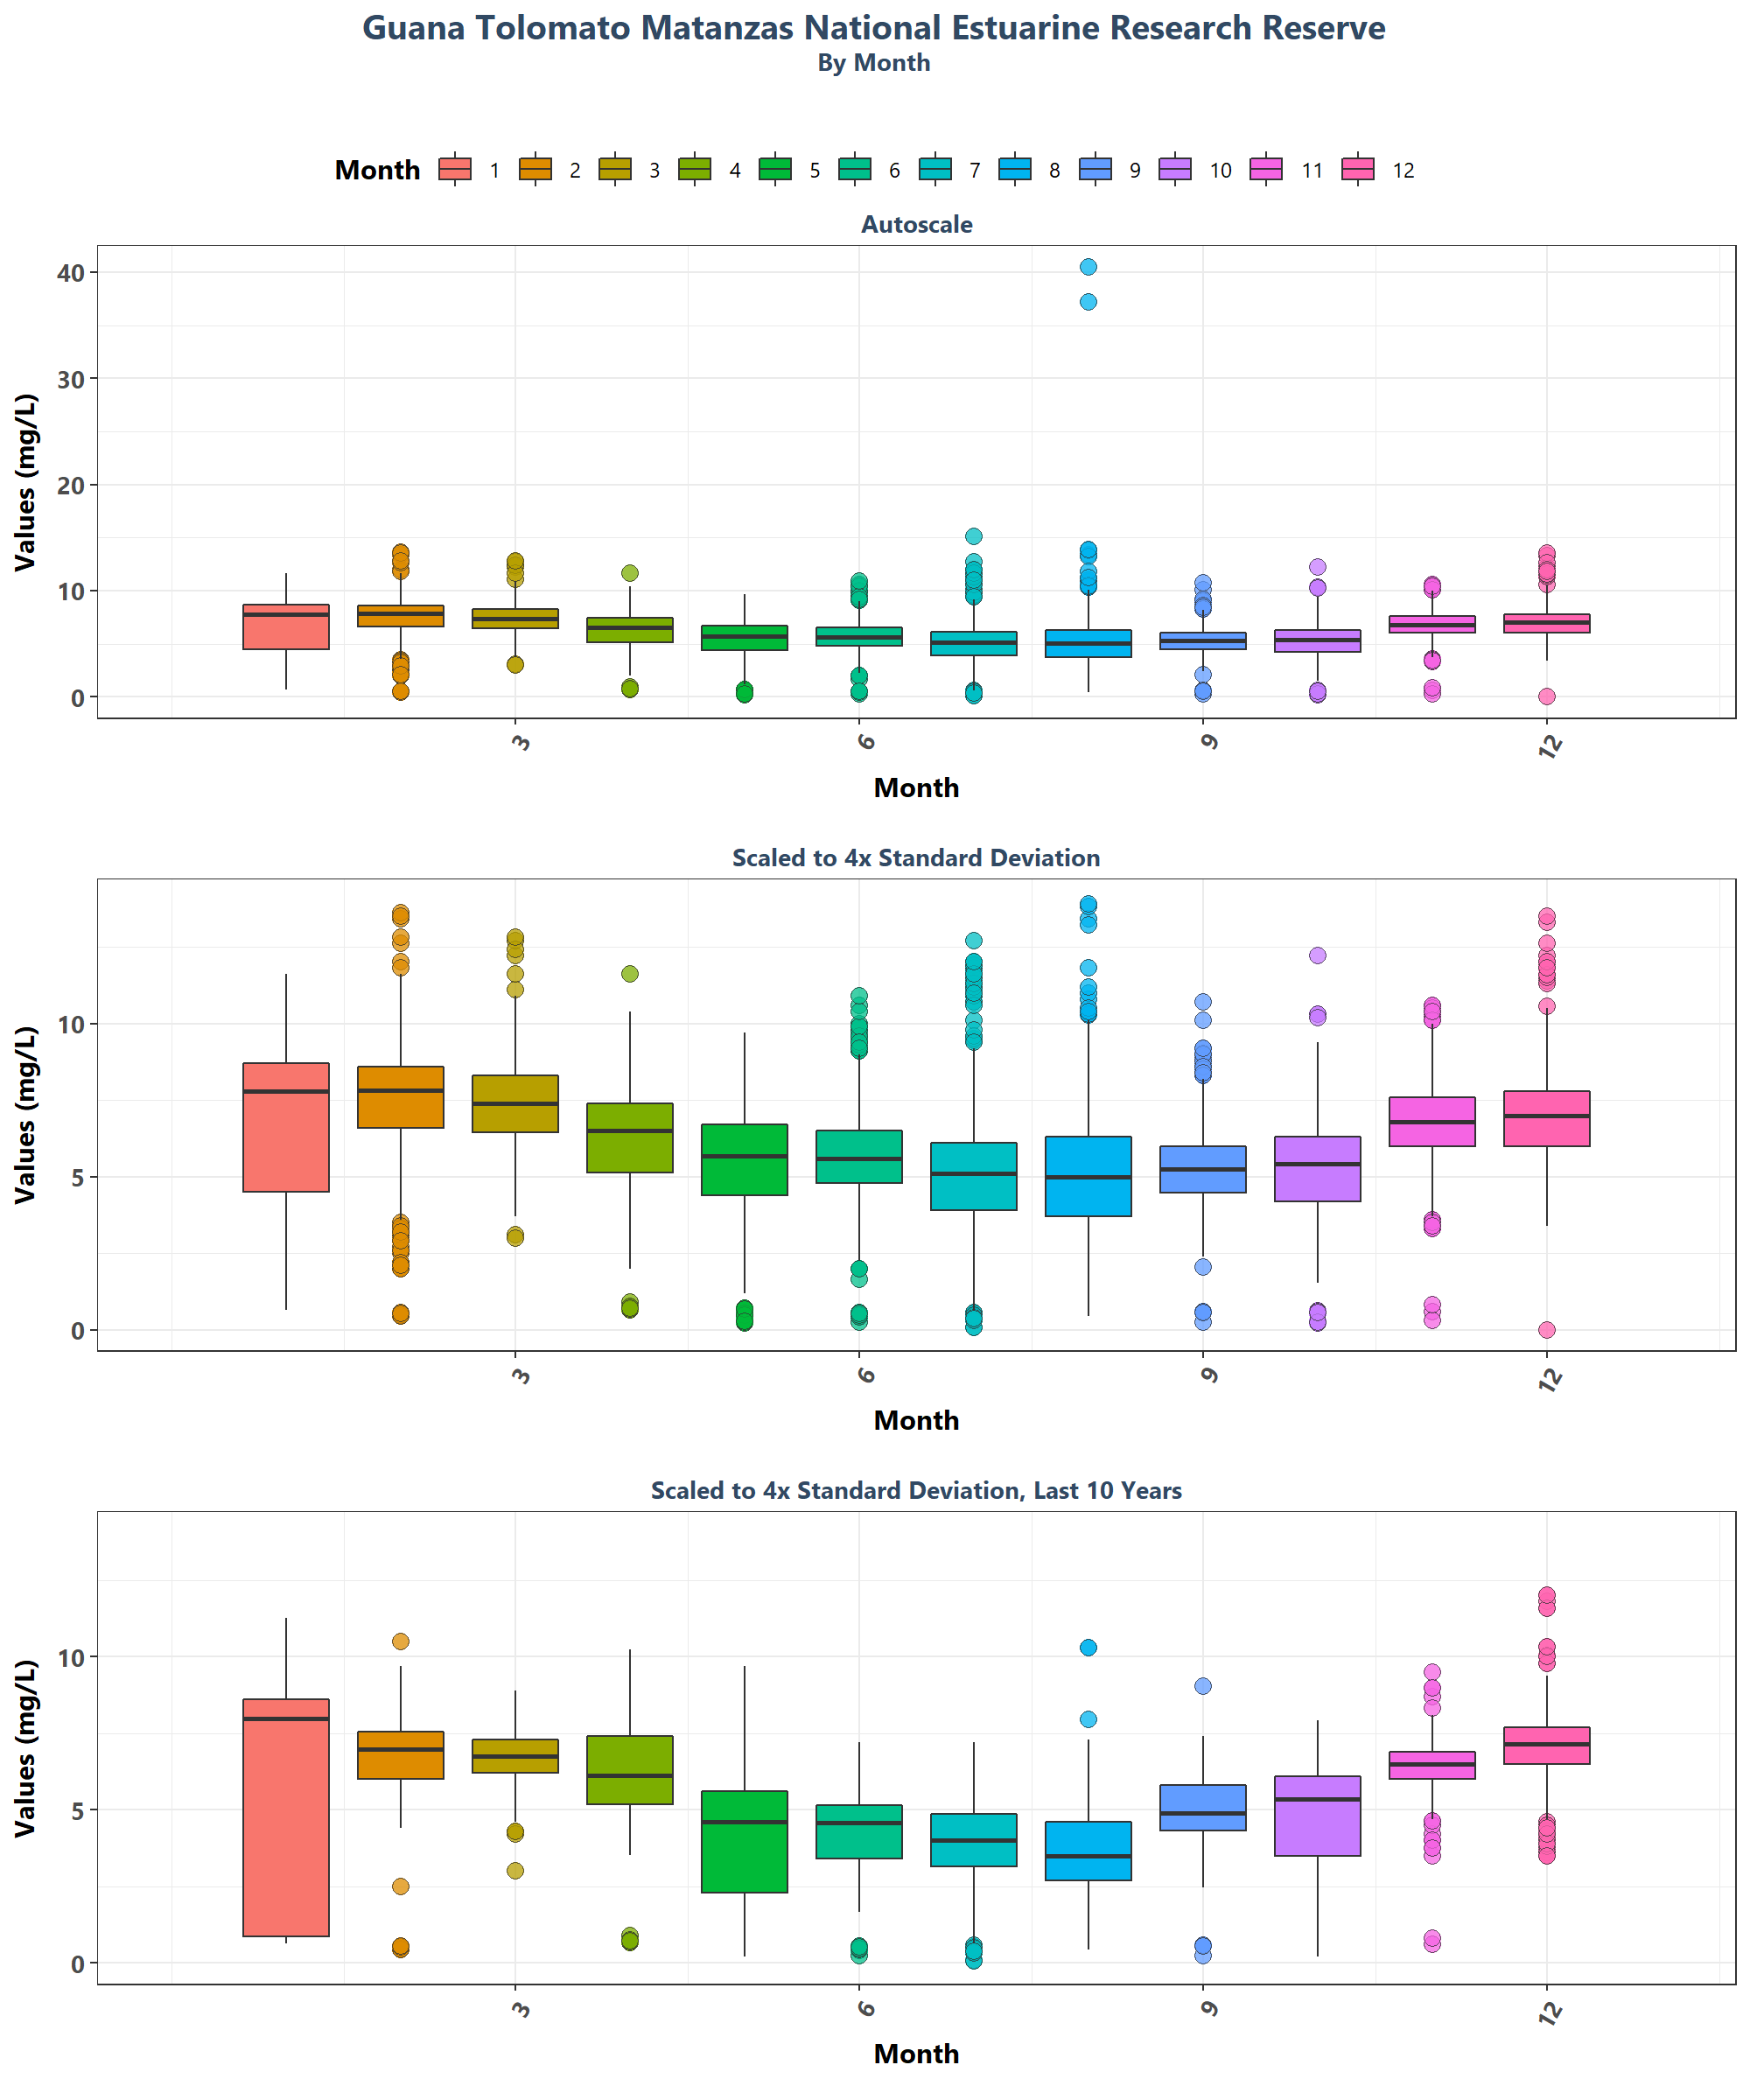 Guana Tolomato Matanzas National Estuarine Research Reserve
By Month
Month 1 2 3 4 5 6 7 8 9 10 11 12
Autoscale
Values (mg/L)
40
30
20
10
0
3 6 9 12
Month
Scaled to 4x Standard Deviation
Values (mg/L)
10
5
0
3 6 9 12
Month
Scaled to 4x Standard Deviation, Last 10 Years
Values (mg/L)
10
5
0
3 6 9 12
Month